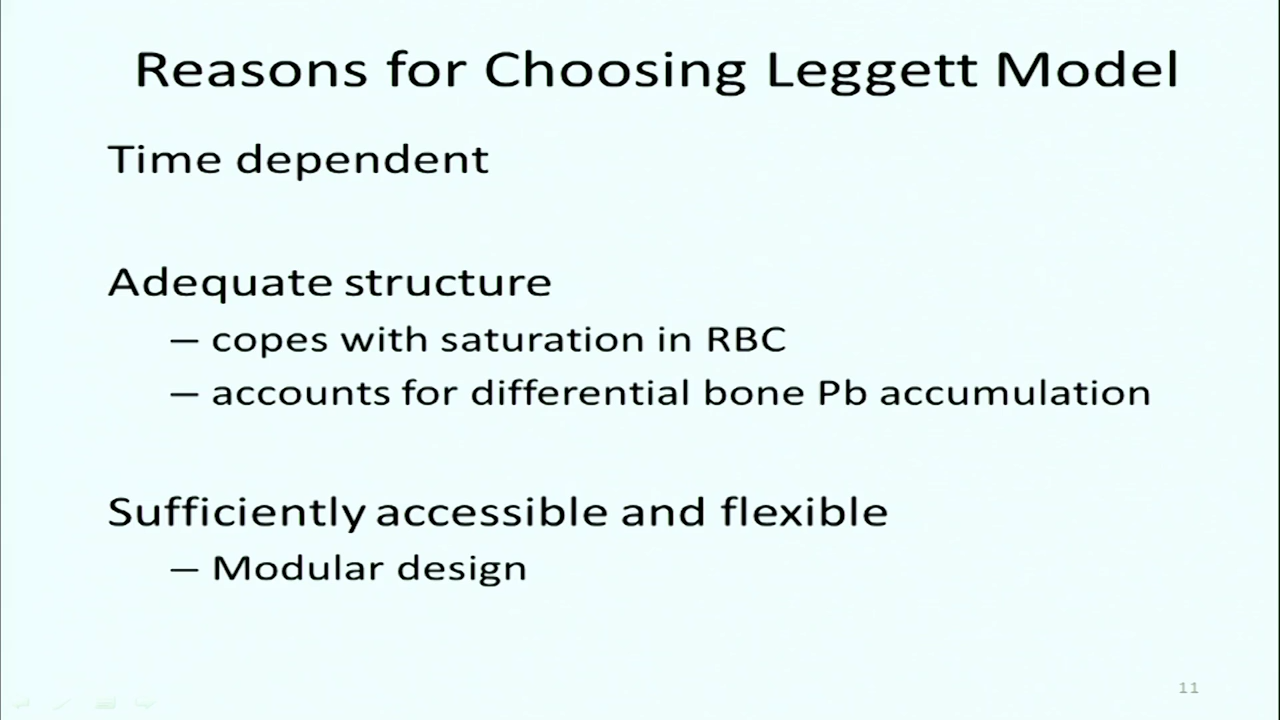 Reasons for Choosing Leggett Model
Time dependent
Adequate structure
– copes with saturation in RBC
– accounts for differential bone Pb accumulation
Sufficiently accessible and flexible
– Modular design
11